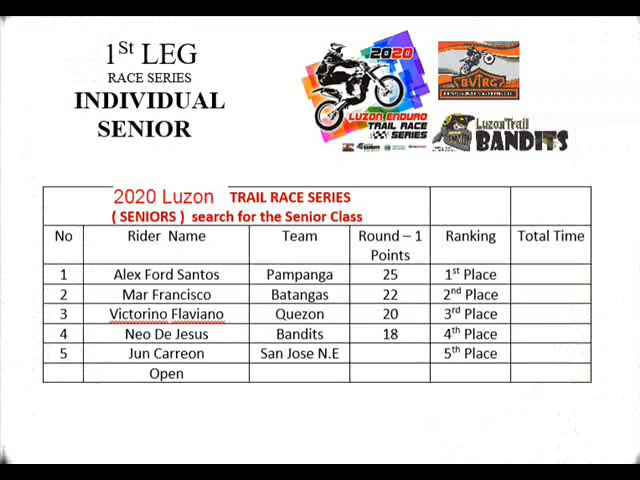 1St LEG
RACE SERIES
INDIVIDUAL
SENIOR
2020
LUZON ENDURO
TRAIL RACE
SERIES
BVTRG
LuzonTrail
BANDITS
2020 Luzon TRAIL RACE SERIES
( SENIORS ) search for the Senior Class
No Rider Name Team Round – 1 Points Ranking Total Time
1 Alex Ford Santos Pampanga 25 1st Place
2 Mar Francisco Batangas 22 2nd Place
3 Victorino Flaviano Quezon 20 3rd Place
4 Neo De Jesus Bandits 18 4th Place
5 Jun Carreon San Jose N.E 5th Place
Open